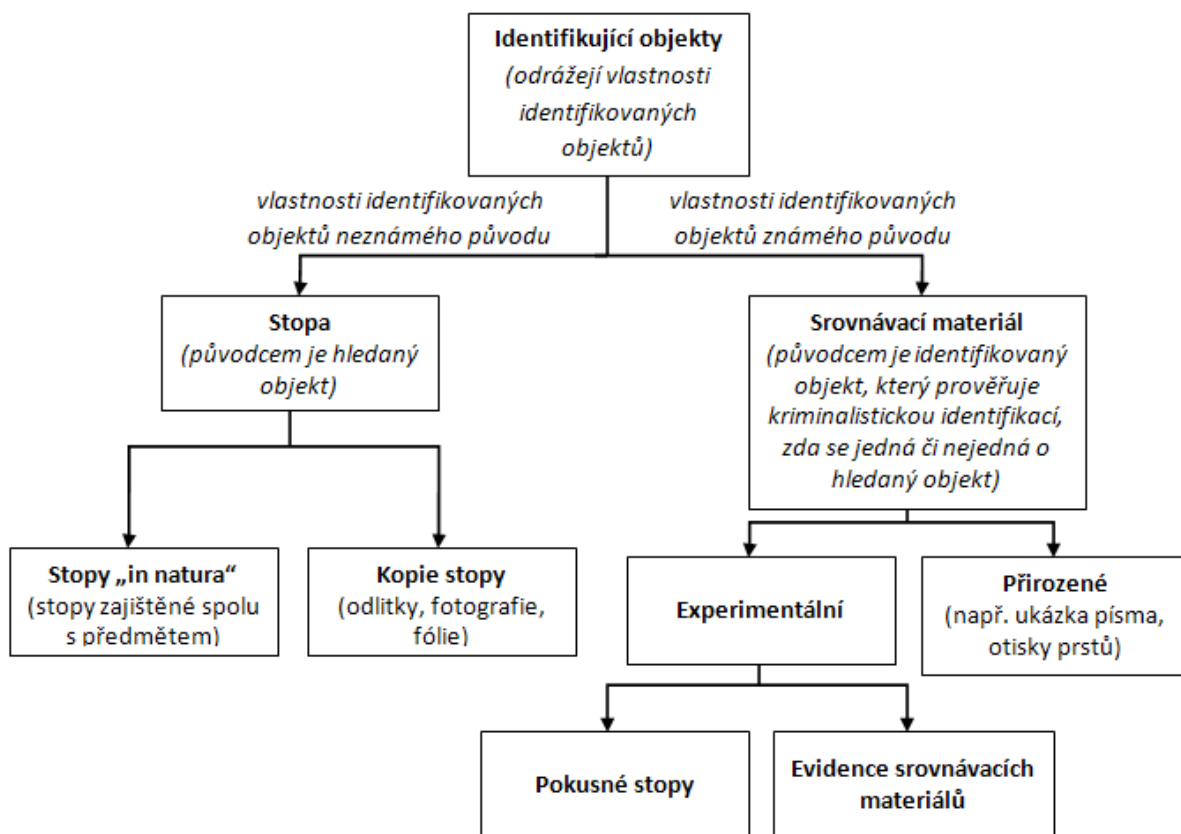 Identifikující objekty
(odrážejí vlastnosti
identifikovaných
objektů)
vlastnosti identifikovaných
objektů neznámého původu
vlastnosti identifikovaných
objektů známého původu
Stopa
(původcem je hledaný
objekt)
Srovnávací materiál
(původcem je identifikovaný
objekt, který prověřuje
kriminalistickou identifikací,
zda se jedná či nejedná o
hledaný objekt)
Stopy „in natura“
(stopy zajištěné spolu
s předmětem)
Kopie stopy
(odlitky, fotografie,
fólie)
Experimentální
Přirozené
(např. ukázka písma,
otisky prstů)
Pokusné stopy
Evidence srovnávacích
materiálů